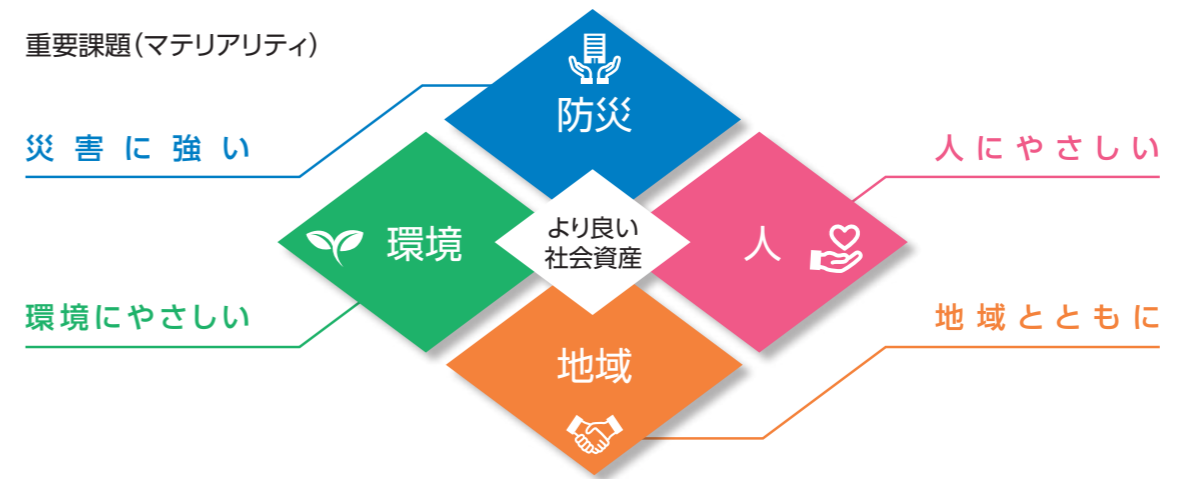 重要課題（マテリアリティ）
防災
災害に強い
人にやさしい
環境
より良い
社会資産
人
環境にやさしい
地域とともに
地域